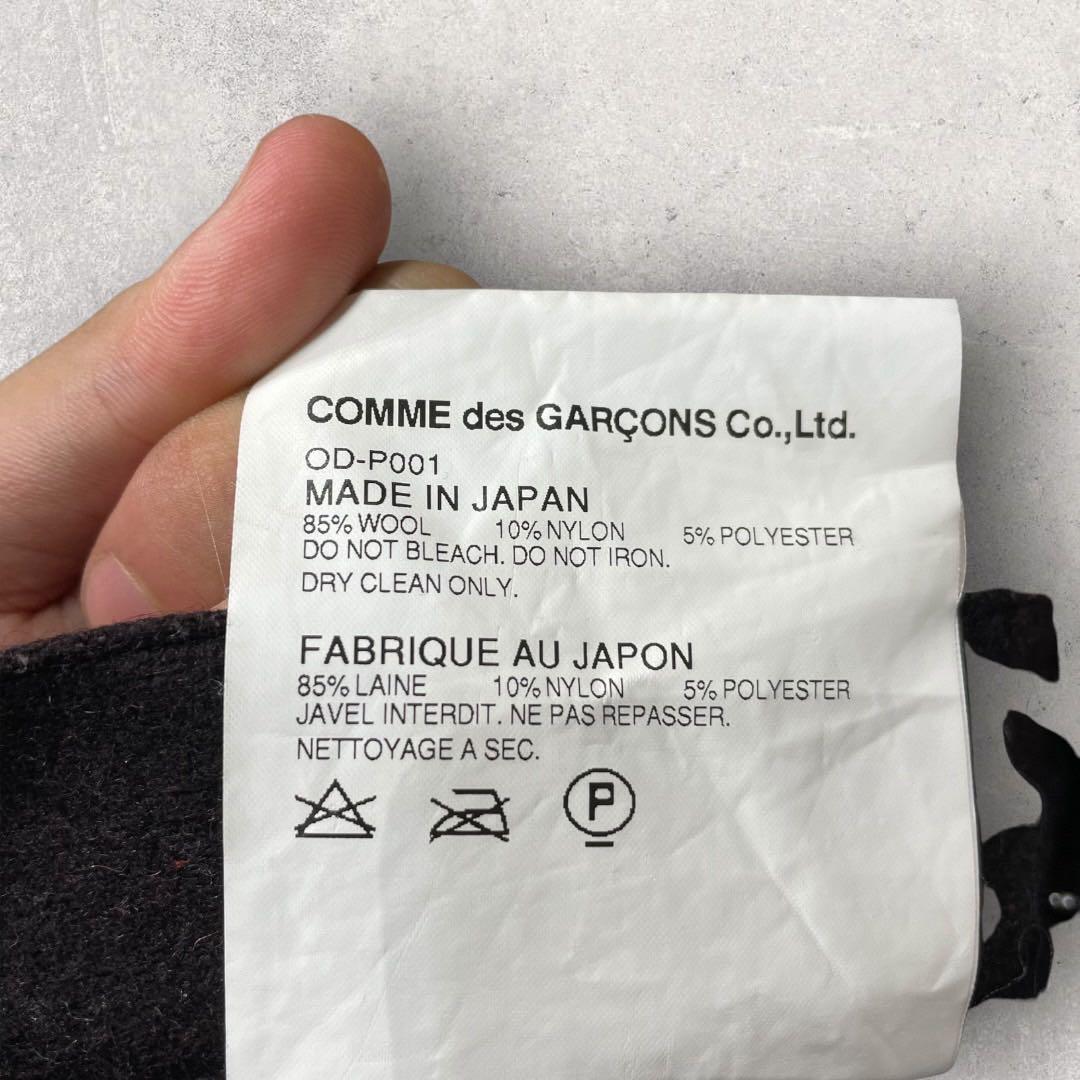 COMME des GARÇONS Co.,Ltd.
OD-P001
MADE IN JAPAN
85% WOOL 10% NYLON 5% POLYESTER
DO NOT BLEACH. DO NOT IRON.
DRY CLEAN ONLY.
FABRIQUE AU JAPON
85% LAINE 10% NYLON 5% POLYESTER
JAVEL INTERDIT. NE PAS REPASSER.
NETTOYAGE A SEC.
P